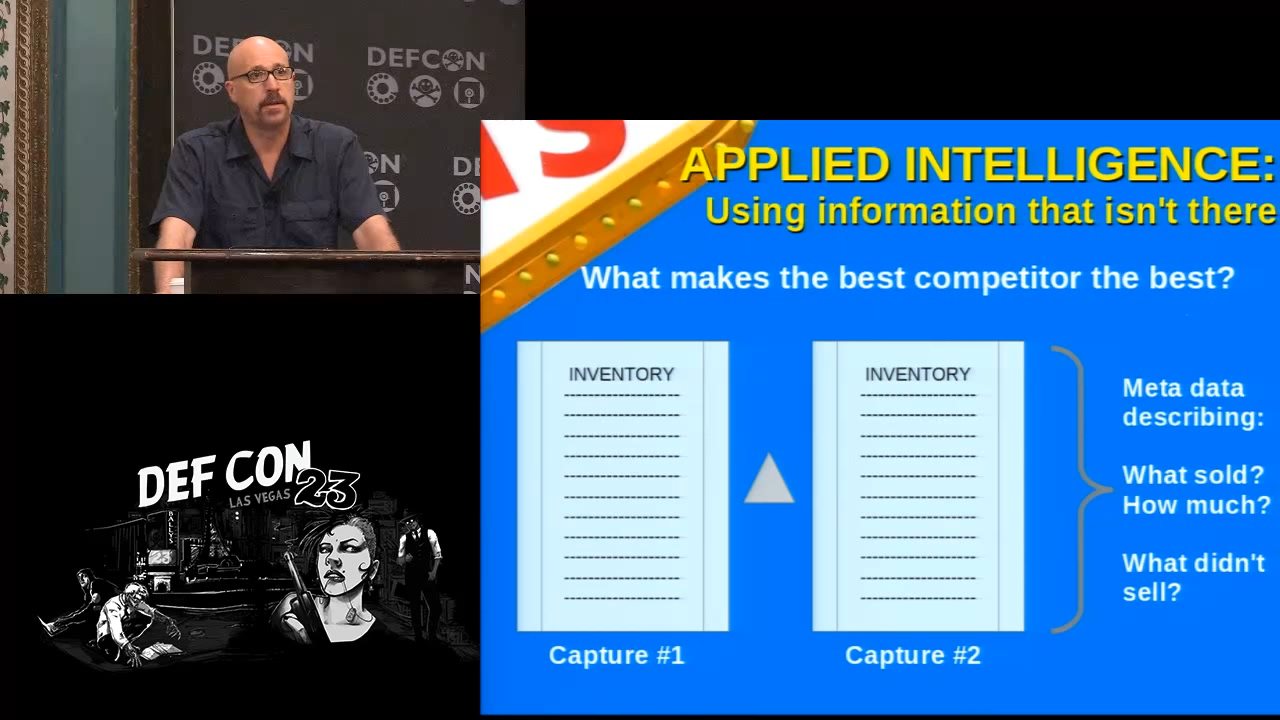 DEFCON
DEFCON
DEF CON 23
LAS VEGAS
BALLYS
APPLIED INTELLIGENCE:
Using information that isn't there
What makes the best competitor the best?
INVENTORY
INVENTORY
Meta data
describing:
What sold?
How much?
What didn't
sell?
Capture #1
Capture #2